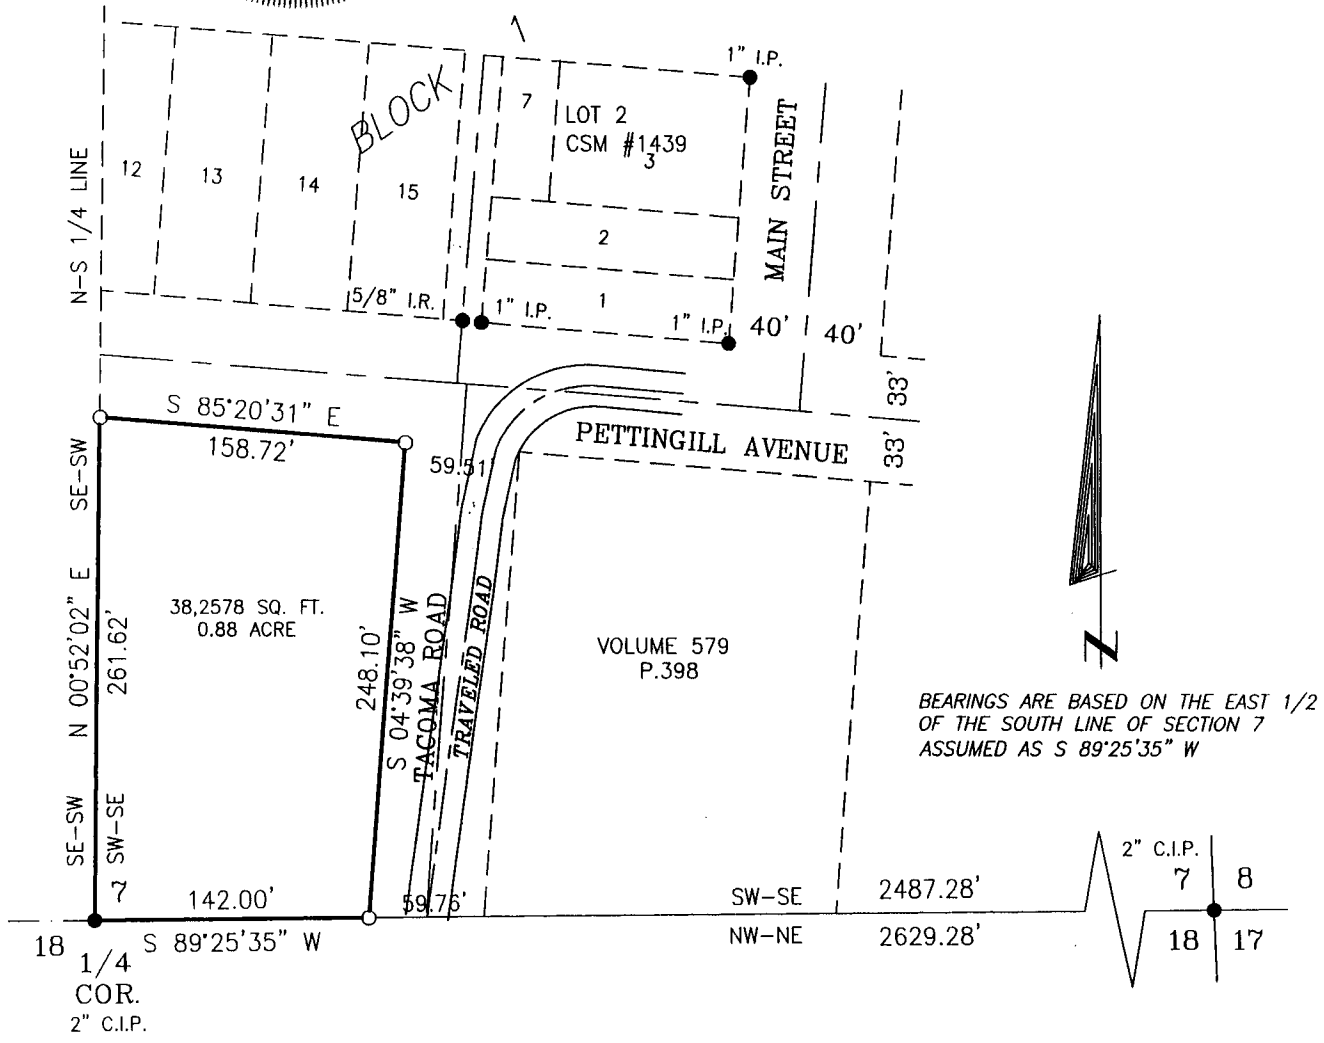 1
1" I.P.
BLOCK
7
LOT 2
CSM #1439
3
MAIN STREET
N-S 1/4 LINE
12
13
14
15
2
1
5/8" I.R.
1" I.P.
1" I.P.
40'
40'
33'
33'
S 85°20'31" E
158.72'
59.51'
PETTINGILL AVENUE
SE-SW
N 00°52'02" E
261.62'
38,2578 SQ. FT.
0.88 ACRE
248.10'
S 04°39'38" W
TACOMA ROAD
TRAVELED ROAD
VOLUME 579
P.398
N
BEARINGS ARE BASED ON THE EAST 1/2
OF THE SOUTH LINE OF SECTION 7
ASSUMED AS S 89°25'35" W
SE-SW
SW-SE
7
142.00'
59.76'
SW-SE
2487.28'
2" C.I.P.
7
8
18
S 89°25'35" W
NW-NE
2629.28'
18
17
1/4
COR.
2" C.I.P.